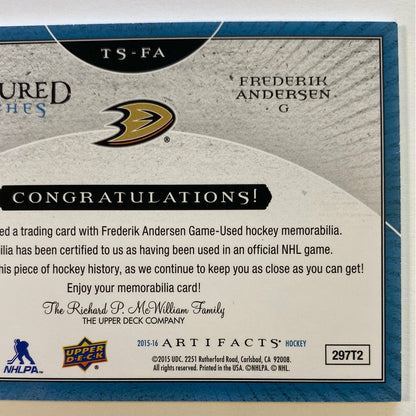 TS-FA
URED
HES
FREDERIK
ANDERSEN
G
CONGRATULATIONS!
ed a trading card with Frederik Andersen Game-Used hockey memorabilia.
bilia has been certified to us as having been used in an official NHL game.
his piece of hockey history, as we continue to keep you as close as you can get!
Enjoy your memorabilia card!
The Richard P. McWilliam Family
THE UPPER DECK COMPANY
NHLPA™
UPPER
DECK
2015-16 ARTIFACTS HOCKEY
©2015 UDC. 2251 Rutherford Road, Carlsbad, CA 92008.
All rights reserved. Printed in USA. ©NHLPA. © NHL.
297T2